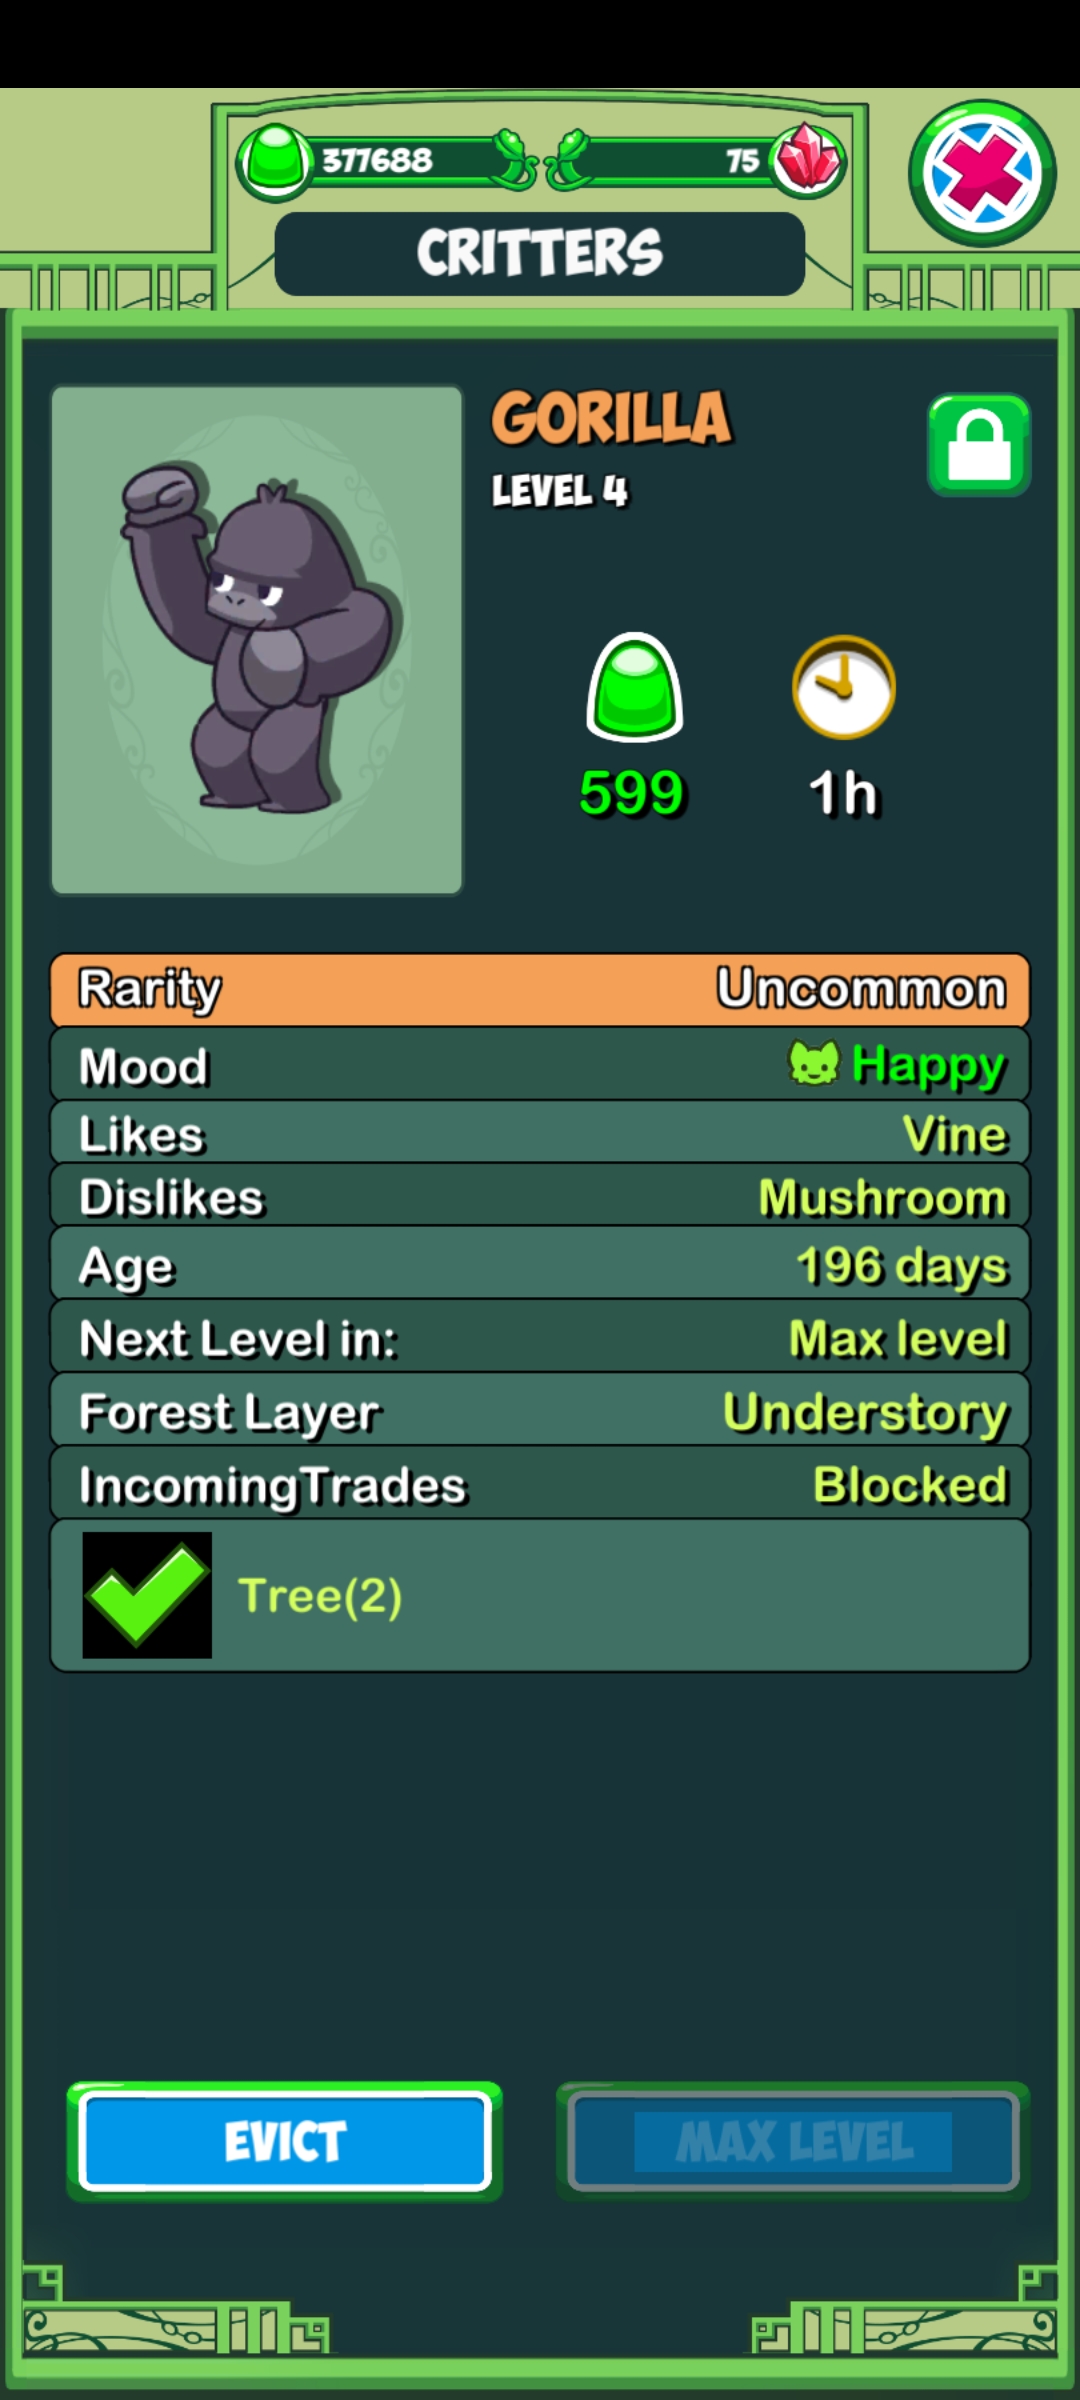 377688
75
CRITTERS
GORILLA
LEVEL 4
599
1h
Rarity Uncommon
Mood Happy
Likes Vine
Dislikes Mushroom
Age 196 days
Next Level in: Max level
Forest Layer Understory
IncomingTrades Blocked
Tree(2)
EVICT
MAX LEVEL